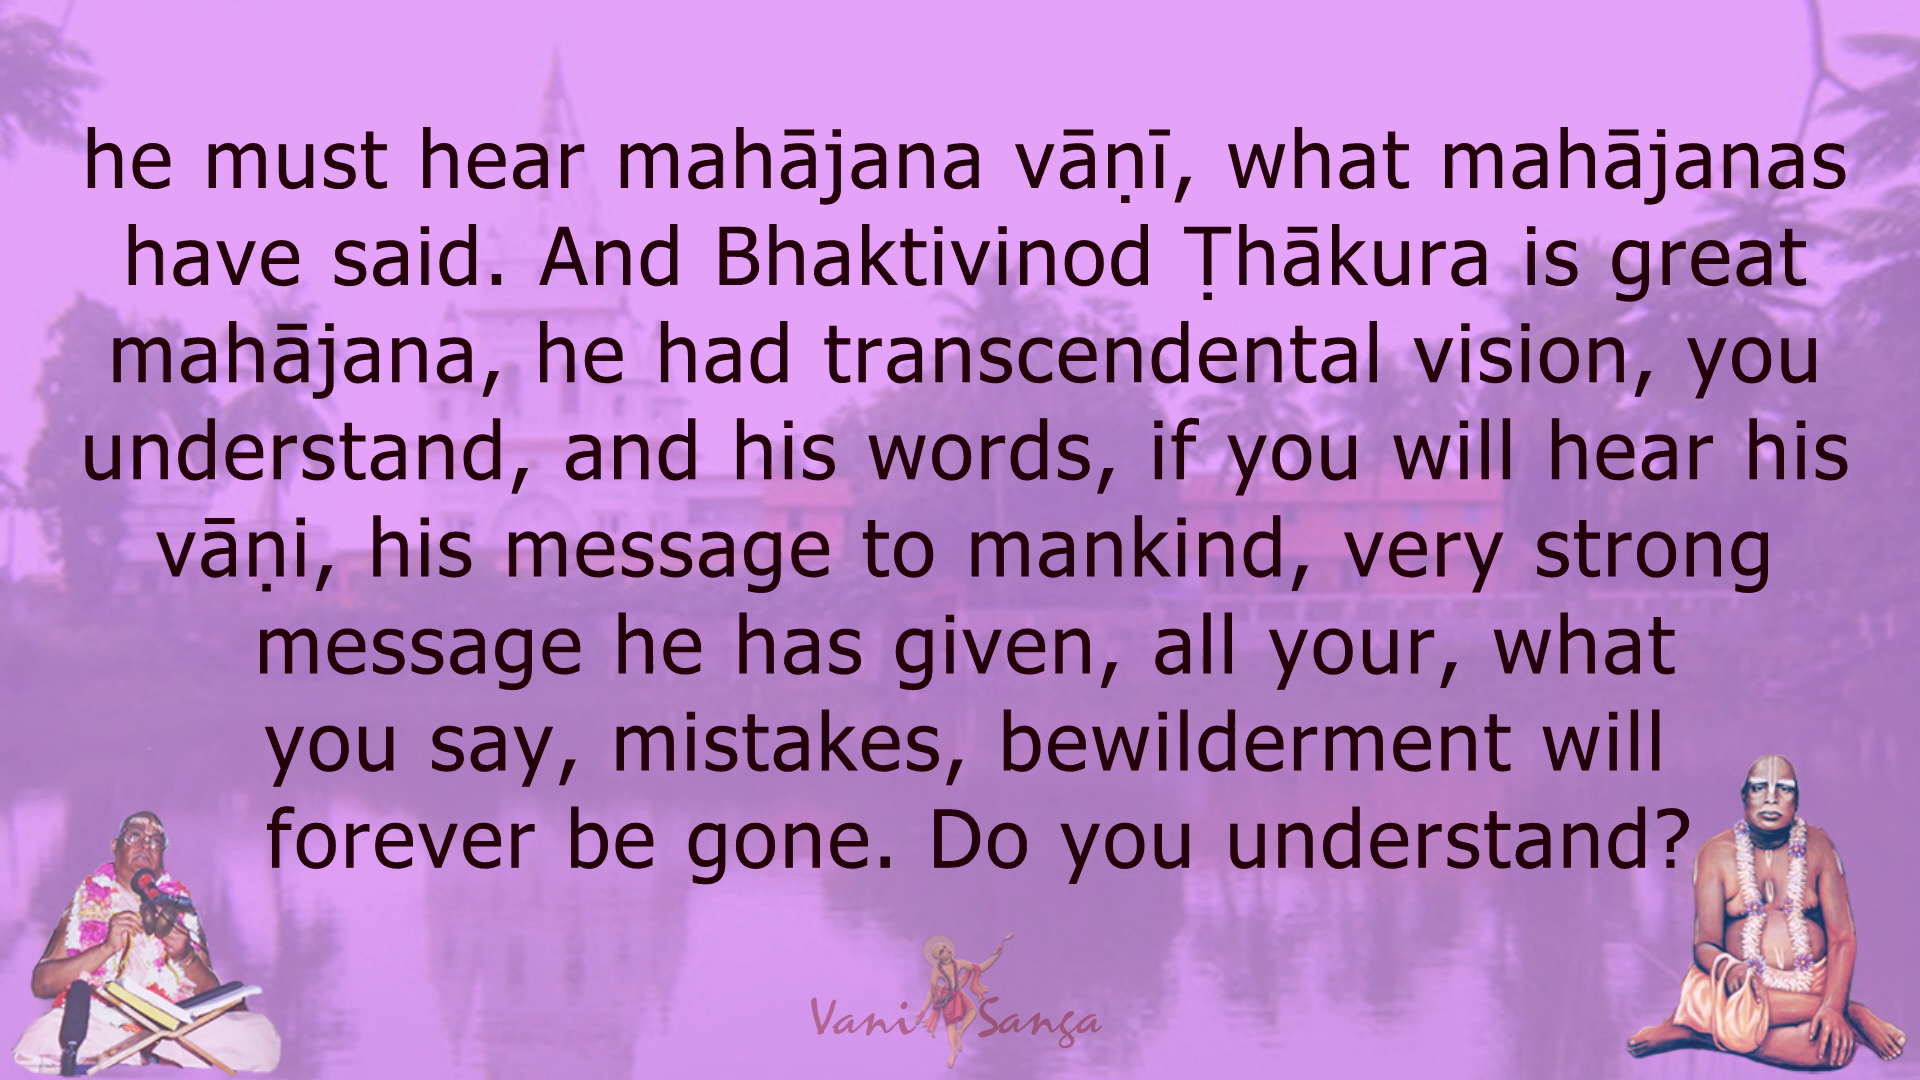 he must hear mahājana vāṇī, what mahājanas
have said. And Bhaktivinod Ṭhākura is great
mahājana, he had transcendental vision, you
understand, and his words, if you will hear his
vāṇi, his message to mankind, very strong
message he has given, all your, what
you say, mistakes, bewilderment will
forever be gone. Do you understand?
Vani Sanga